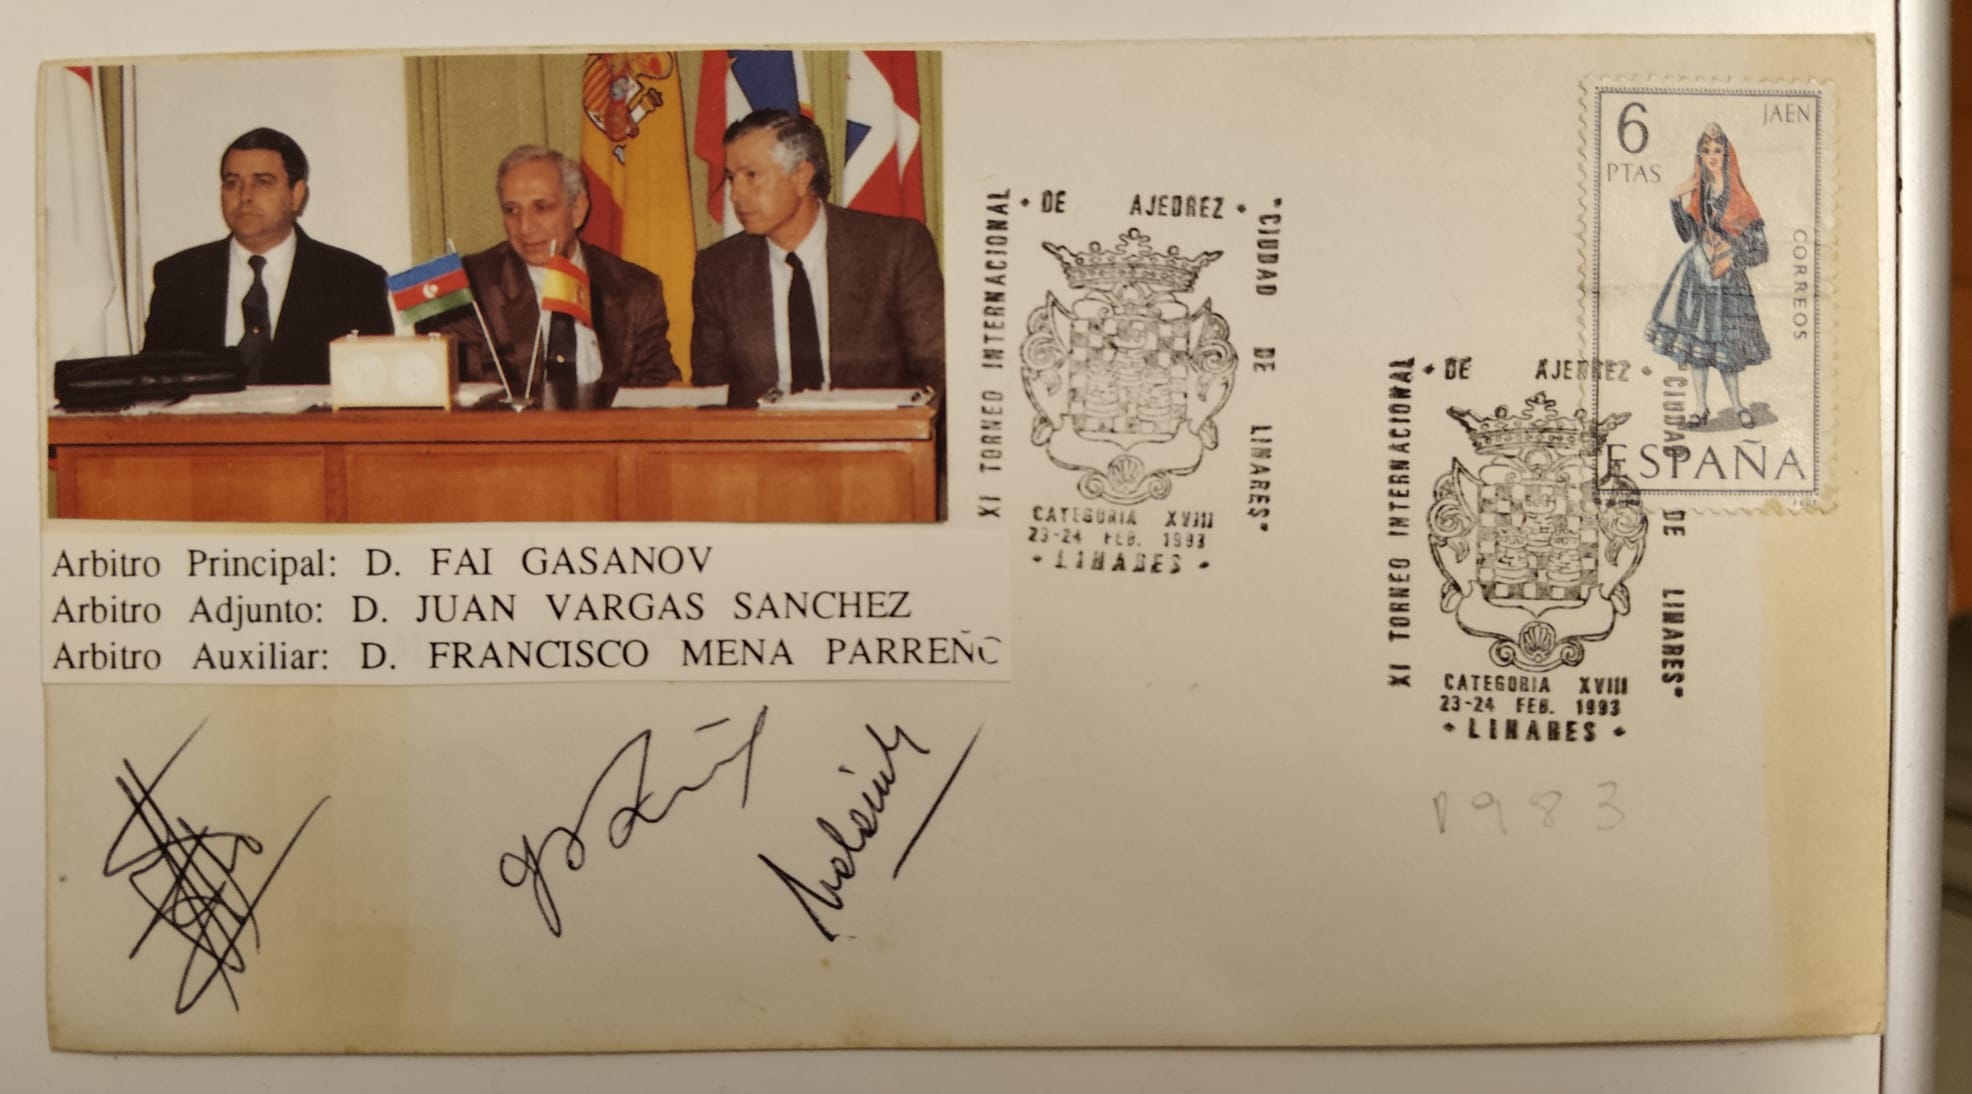 Arbitro Principal: D. FAI GASANOV
Arbitro Adjunto: D. JUAN VARGAS SANCHEZ
Arbitro Auxiliar: D. FRANCISCO MENA PARREÑO
XI TORNEO INTERNACIONAL
• DE AJEDREZ •
"CIUDAD DE LINARES"
CATEGORIA XVIII
23-24 FEB. 1993
• LINARES •
6
PTAS
JAEN
CORREOS
ESPAÑA
XI TORNEO INTERNACIONAL
• DE AJEDREZ •
"CIUDAD DE LINARES"
CATEGORIA XVIII
23-24 FEB. 1993
• LINARES •